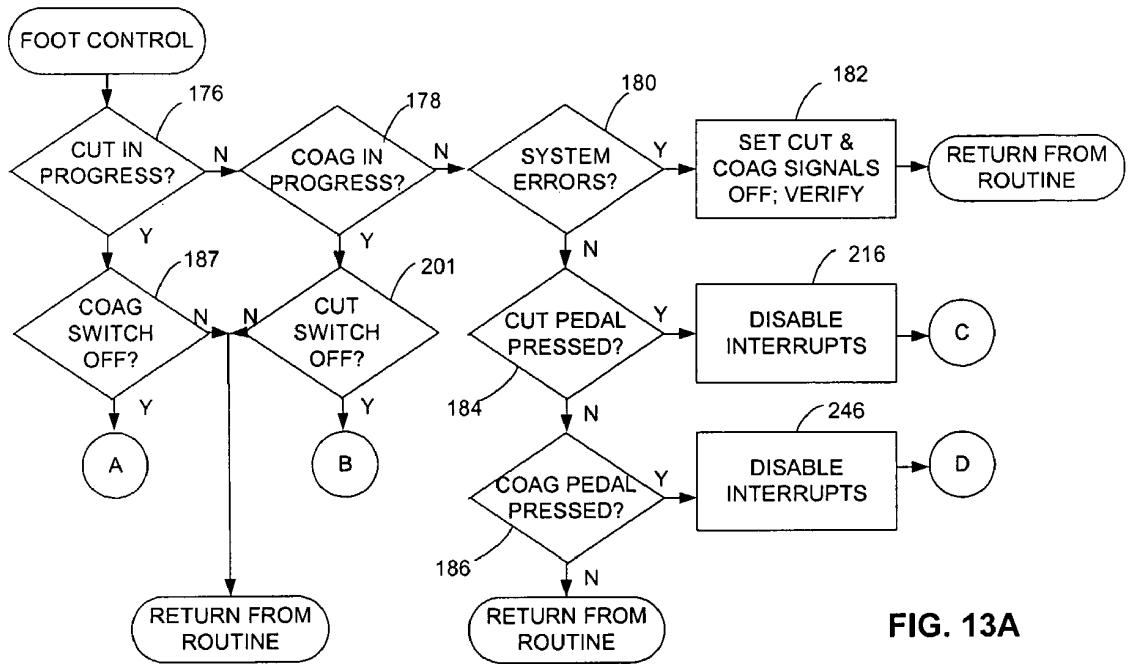 FOOT CONTROL
176
CUT IN
PROGRESS?
N
Y
178
COAG IN
PROGRESS?
N
Y
180
SYSTEM
ERRORS?
Y
N
182
SET CUT &
COAG SIGNALS
OFF; VERIFY
RETURN FROM
ROUTINE
187
COAG
SWITCH
OFF?
N
Y
201
CUT
SWITCH
OFF?
N
Y
CUT PEDAL
PRESSED?
184
Y
N
216
DISABLE
INTERRUPTS
C
A
B
COAG PEDAL
PRESSED?
186
Y
N
246
DISABLE
INTERRUPTS
D
RETURN FROM
ROUTINE
RETURN FROM
ROUTINE
FIG. 13A